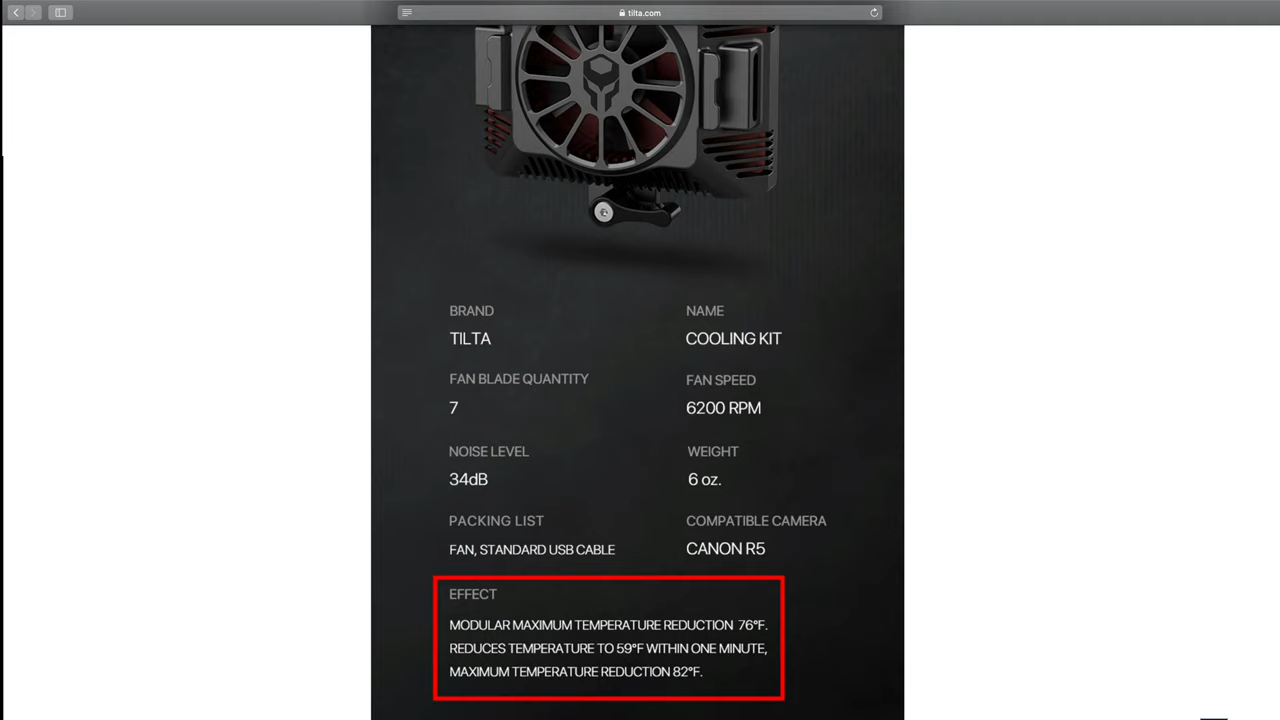 tilta.com
BRAND
TILTA
NAME
COOLING KIT
FAN BLADE QUANTITY
7
FAN SPEED
6200 RPM
NOISE LEVEL
34dB
WEIGHT
6 oz.
PACKING LIST
FAN, STANDARD USB CABLE
COMPATIBLE CAMERA
CANON R5
EFFECT
MODULAR MAXIMUM TEMPERATURE REDUCTION 76°F.
REDUCES TEMPERATURE TO 59°F WITHIN ONE MINUTE,
MAXIMUM TEMPERATURE REDUCTION 82°F.